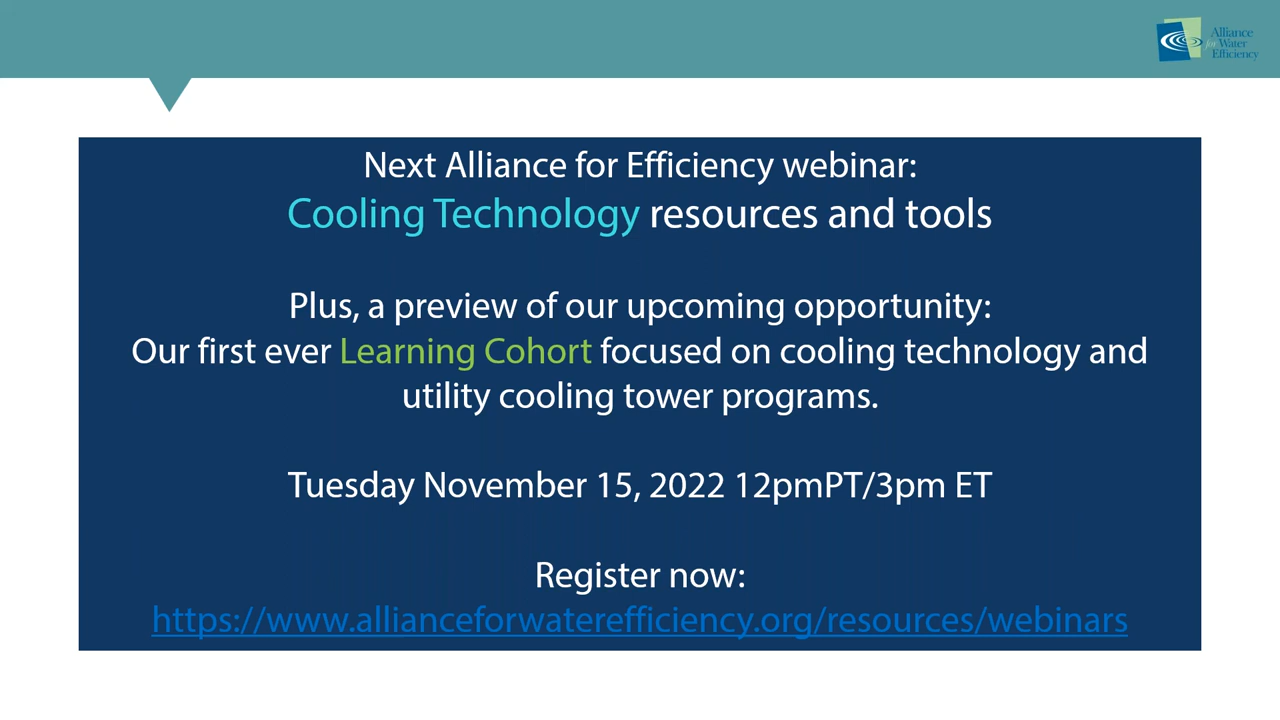 Alliance
for Water
Efficiency
Next Alliance for Efficiency webinar:
Cooling Technology resources and tools
Plus, a preview of our upcoming opportunity:
Our first ever Learning Cohort focused on cooling technology and
utility cooling tower programs.
Tuesday November 15, 2022 12pmPT/3pm ET
Register now:
https://www.allianceforwaterefficiency.org/resources/webinars